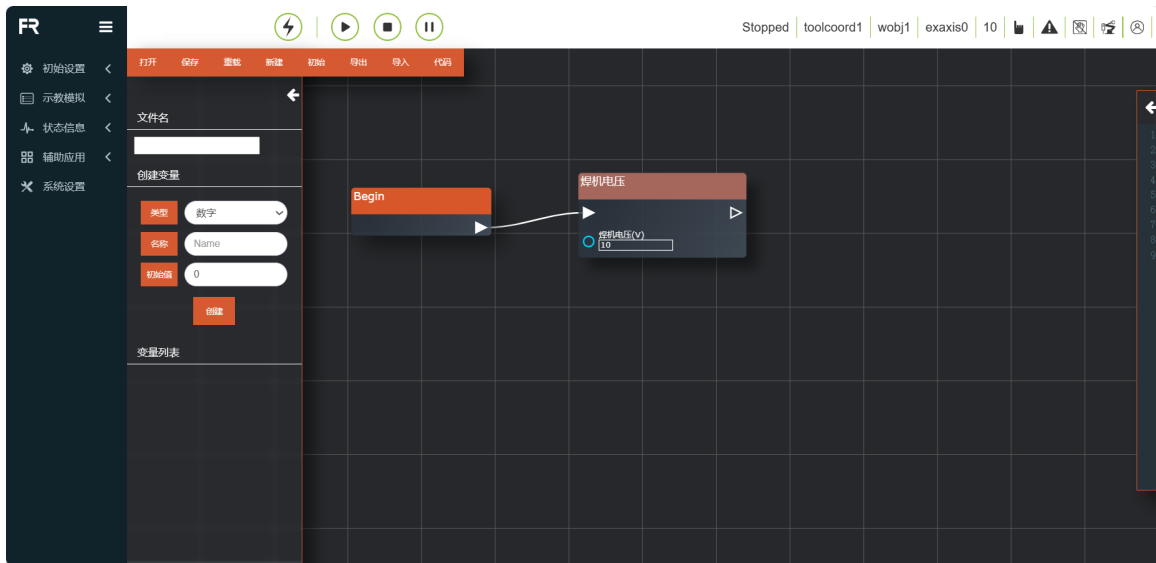 FR
Stopped toolcoord1 wobj1 exaxis0 10
初始设置
示教模拟
状态信息
辅助应用
系统设置
打开 保存 重载 新建 初始 导出 导入 代码
文件名
创建变量
类型 数字
名称 Name
初始值 0
创建
变量列表
Begin
焊机电压
焊机电压(V)
10
1
2
3
4
5
6
7
8
9